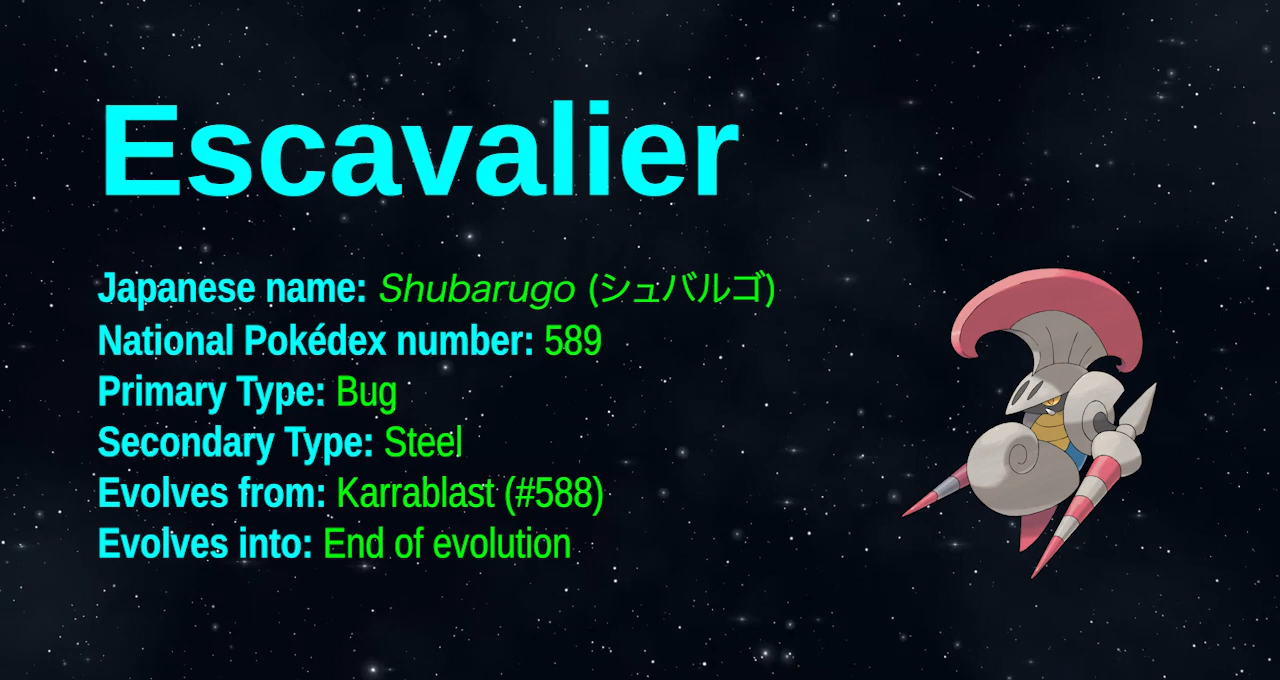 Escavalier
Japanese name: Shubarugo (シュバルゴ)
National Pokédex number: 589
Primary Type: Bug
Secondary Type: Steel
Evolves from: Karrablast (#588)
Evolves into: End of evolution